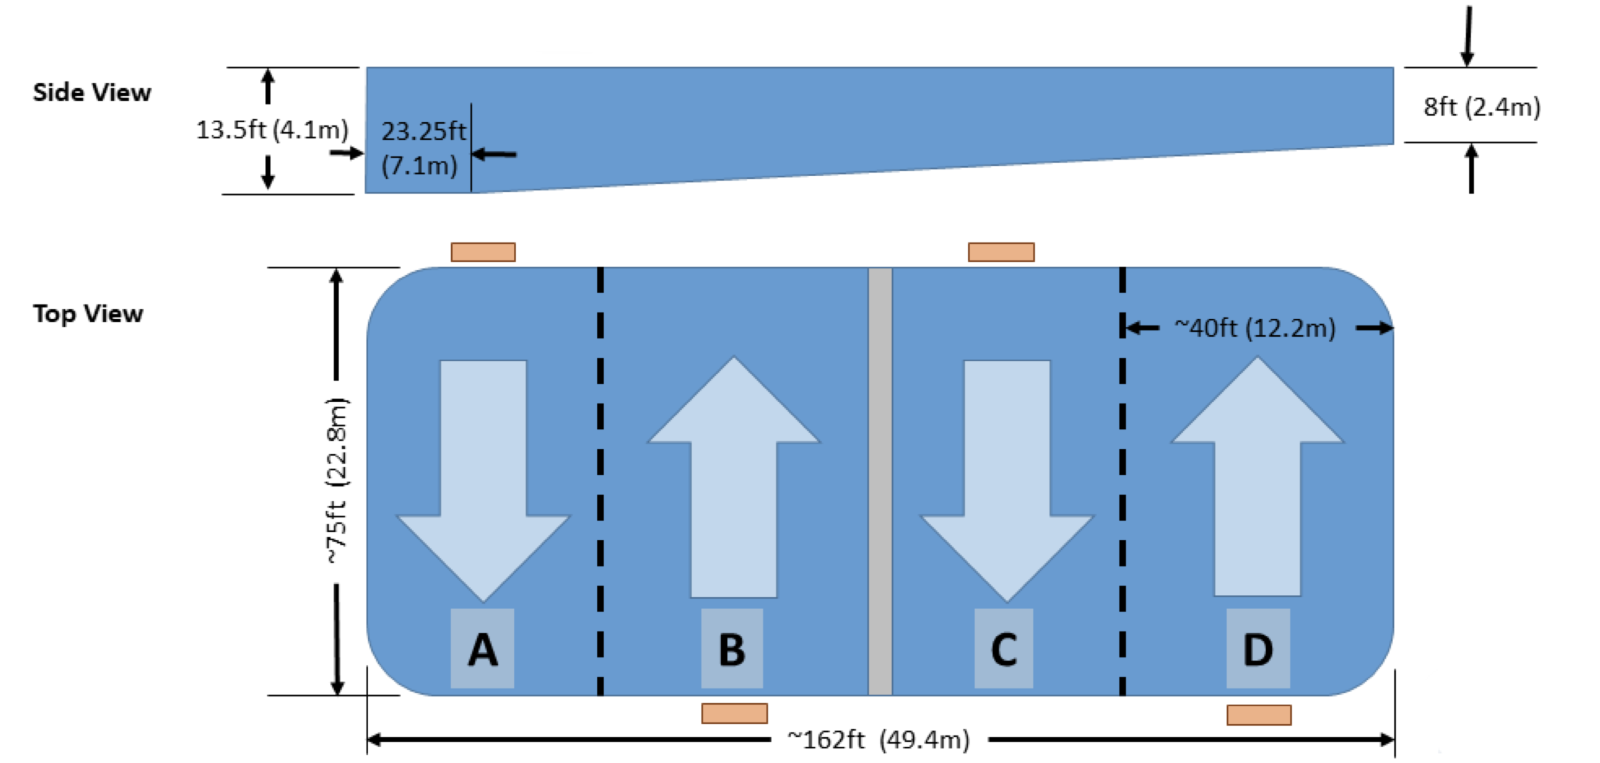 Side View
13.5ft (4.1m)
23.25ft
(7.1m)
8ft (2.4m)
Top View
~40ft (12.2m)
~75ft (22.8m)
A
B
C
D
~162ft (49.4m)